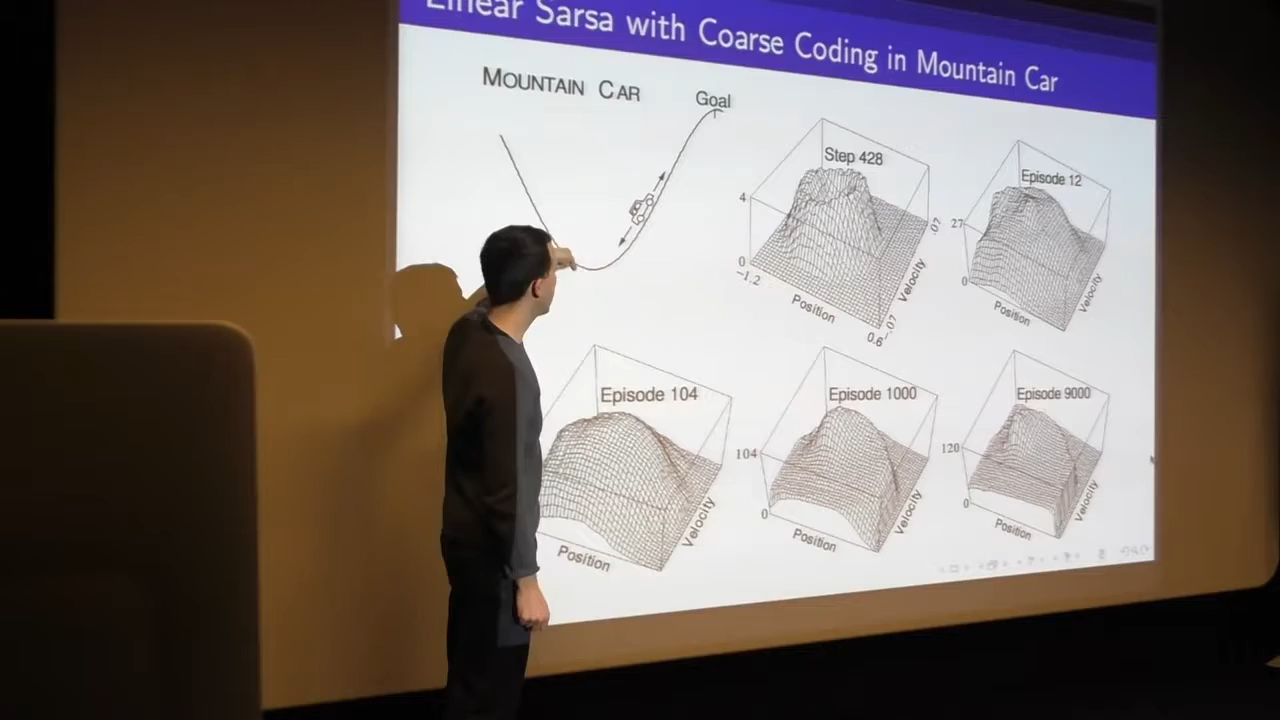 Linear Sarsa with Coarse Coding in Mountain Car
MOUNTAIN CAR
Goal
Step 428
4
0
-1.2
Position
0.6
-.07
Velocity
.07
Episode 12
27
0
Position
Velocity
Episode 104
Position
Velocity
Episode 1000
104
0
Position
Velocity
Episode 9000
120
0
Position
Velocity